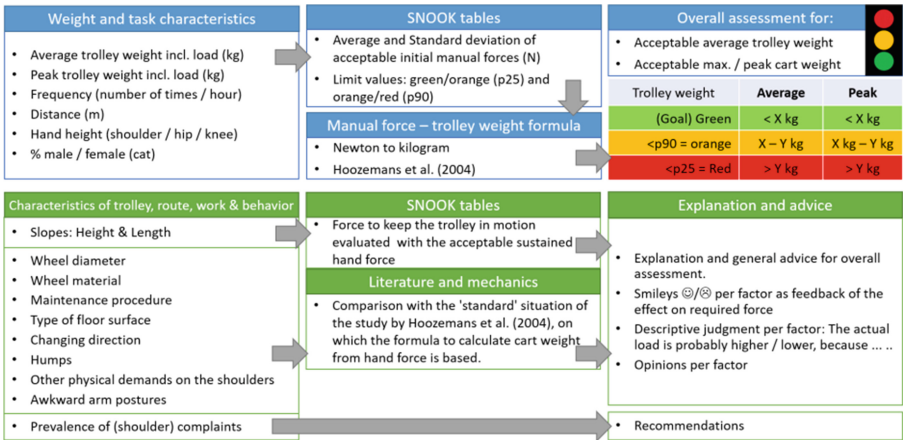 Weight and task characteristics
• Average trolley weight incl. load (kg)
• Peak trolley weight incl. load (kg)
• Frequency (number of times / hour)
• Distance (m)
• Hand height (shoulder / hip / knee)
• % male / female (cat)
SNOOK tables
• Average and Standard deviation of
acceptable initial manual forces (N)
• Limit values: green/orange (p25) and
orange/red (p90)
Manual force – trolley weight formula
• Newton to kilogram
• Hoozemans et al. (2004)
Overall assessment for:
• Acceptable average trolley weight
• Acceptable max. / peak cart weight
Trolley weight Average Peak
(Goal) Green < X kg < X kg
<p90 = orange X – Y kg X kg – Y kg
<p25 = Red > Y kg > Y kg
Characteristics of trolley, route, work & behavior
• Slopes: Height & Length
• Wheel diameter
• Wheel material
• Maintenance procedure
• Type of floor surface
• Changing direction
• Humps
• Other physical demands on the shoulders
• Awkward arm postures
• Prevalence of (shoulder) complaints
SNOOK tables
• Force to keep the trolley in motion
evaluated with the acceptable sustained
hand force
Literature and mechanics
• Comparison with the 'standard' situation of
the study by Hoozemans et al. (2004), on
which the formula to calculate cart weight
from hand force is based.
Explanation and advice
• Explanation and general advice for overall
assessment.
• Smileys ☺/☹ per factor as feedback of the
effect on required force
• Descriptive judgment per factor: The actual
load is probably higher / lower, because ... ..
• Opinions per factor
• Recommendations